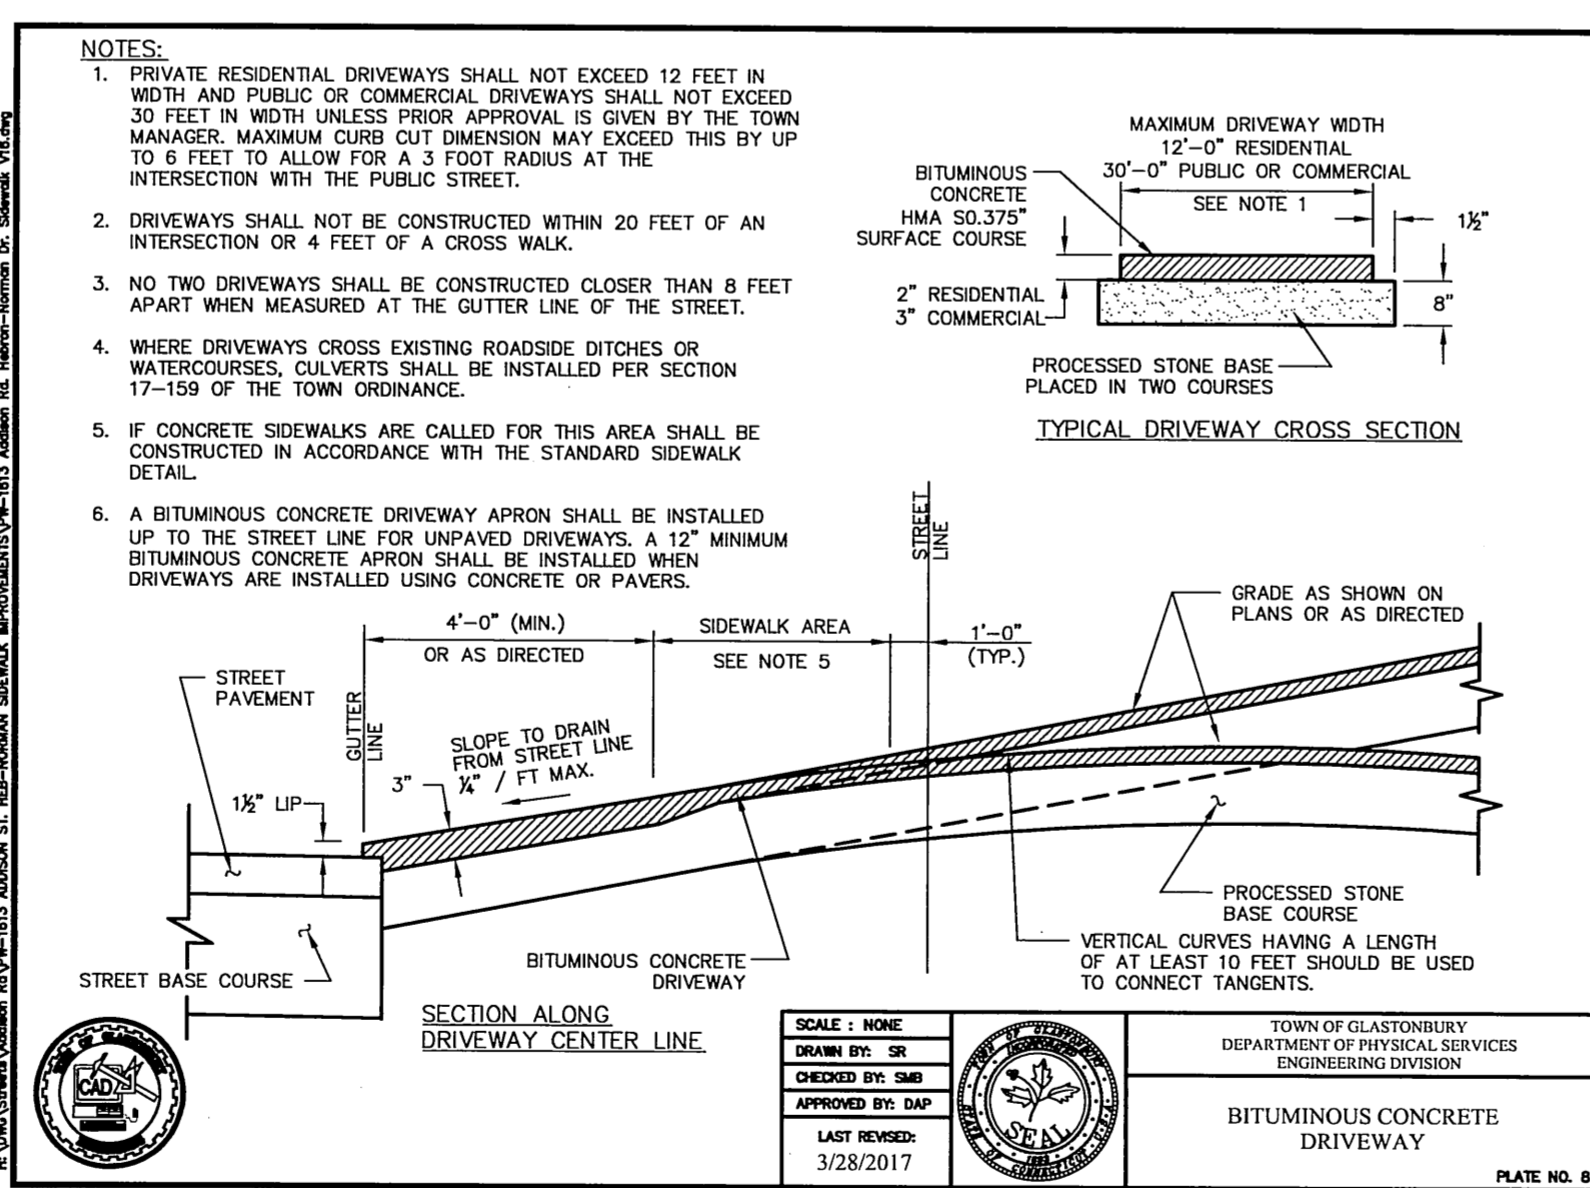 NOTES:
1. PRIVATE RESIDENTIAL DRIVEWAYS SHALL NOT EXCEED 12 FEET IN
WIDTH AND PUBLIC OR COMMERCIAL DRIVEWAYS SHALL NOT EXCEED
30 FEET IN WIDTH UNLESS PRIOR APPROVAL IS GIVEN BY THE TOWN
MANAGER. MAXIMUM CURB CUT DIMENSION MAY EXCEED THIS BY UP
TO 6 FEET TO ALLOW FOR A 3 FOOT RADIUS AT THE
INTERSECTION WITH THE PUBLIC STREET.
2. DRIVEWAYS SHALL NOT BE CONSTRUCTED WITHIN 20 FEET OF AN
INTERSECTION OR 4 FEET OF A CROSS WALK.
3. NO TWO DRIVEWAYS SHALL BE CONSTRUCTED CLOSER THAN 8 FEET
APART WHEN MEASURED AT THE GUTTER LINE OF THE STREET.
4. WHERE DRIVEWAYS CROSS EXISTING ROADSIDE DITCHES OR
WATERCOURSES, CULVERTS SHALL BE INSTALLED PER SECTION
17-159 OF THE TOWN ORDINANCE.
5. IF CONCRETE SIDEWALKS ARE CALLED FOR THIS AREA SHALL BE
CONSTRUCTED IN ACCORDANCE WITH THE STANDARD SIDEWALK
DETAIL.
6. A BITUMINOUS CONCRETE DRIVEWAY APRON SHALL BE INSTALLED
UP TO THE STREET LINE FOR UNPAVED DRIVEWAYS. A 12" MINIMUM
BITUMINOUS CONCRETE APRON SHALL BE INSTALLED WHEN
DRIVEWAYS ARE INSTALLED USING CONCRETE OR PAVERS.
MAXIMUM DRIVEWAY WIDTH
12'-0" RESIDENTIAL
30'-0" PUBLIC OR COMMERCIAL
SEE NOTE 1
BITUMINOUS
CONCRETE
HMA S0.375"
SURFACE COURSE
1½"
2" RESIDENTIAL
3" COMMERCIAL
8"
PROCESSED STONE BASE
PLACED IN TWO COURSES
TYPICAL DRIVEWAY CROSS SECTION
STREET
LINE
GRADE AS SHOWN ON
PLANS OR AS DIRECTED
4'-0" (MIN.)
OR AS DIRECTED
SIDEWALK AREA
SEE NOTE 5
1'-0"
(TYP.)
STREET
PAVEMENT
GUTTER
LINE
SLOPE TO DRAIN
FROM STREET LINE
¼" / FT MAX.
3"
1½" LIP
STREET BASE COURSE
BITUMINOUS CONCRETE
DRIVEWAY
PROCESSED STONE
BASE COURSE
VERTICAL CURVES HAVING A LENGTH
OF AT LEAST 10 FEET SHOULD BE USED
TO CONNECT TANGENTS.
SECTION ALONG
DRIVEWAY CENTER LINE
TOWN OF GLASTONBURY
CAD
SCALE : NONE
DRAWN BY: SR
CHECKED BY: SMB
APPROVED BY: DAP
LAST REVISED:
3/28/2017
TOWN OF GLASTONBURY
INCORPORATED
SEAL
CONNECTICUT U.S.A.
TOWN OF GLASTONBURY
DEPARTMENT OF PHYSICAL SERVICES
ENGINEERING DIVISION
BITUMINOUS CONCRETE
DRIVEWAY
PLATE NO. 8